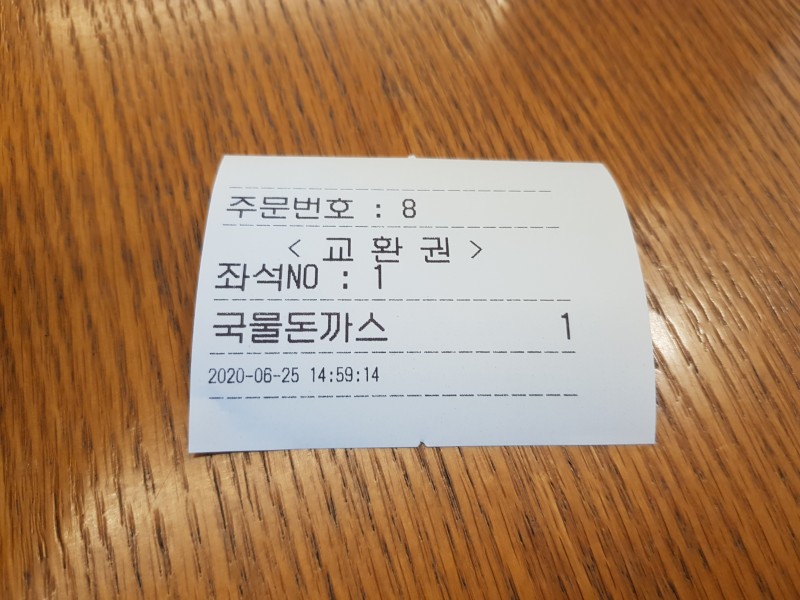 주문번호 : 8
< 교 환 권 >
좌석NO : 1
국물돈까스 1
2020-06-25 14:59:14